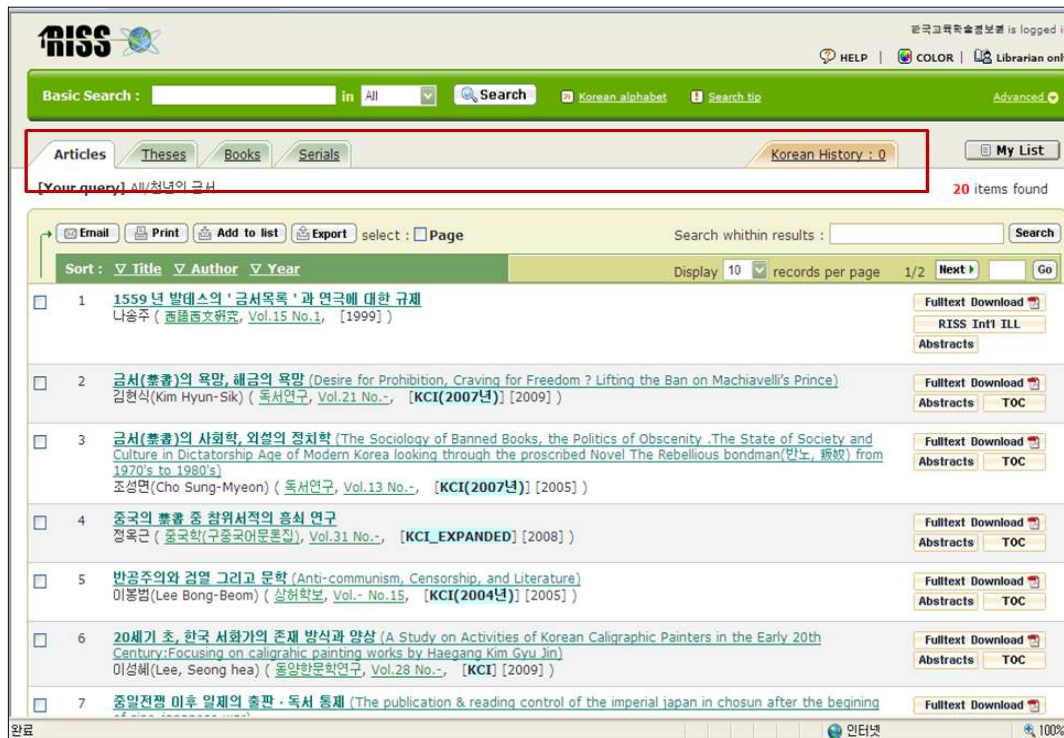 RISS
한국교육학술정보원 is logged i
HELP | COLOR | Librarian onl
Basic Search : in All Search Korean alphabet Search tip Advanced
Articles Theses Books Serials Korean History : 0 My List
[Your query] All/천년의 금서 20 items found
Email Print Add to list Export select : Page Search whithin results : Search
Sort : ▽ Title ▽ Author ▽ Year Display 10 records per page 1/2 Next Go
1 1559 년 발데스의 ' 금서목록 ' 과 연극에 대한 규제 Fulltext Download
나송주 ( 西語西文硏究, Vol.15 No.1, [1999] ) RISS Int'l ILL
Abstracts
2 금서(禁書)의 욕망, 해금의 욕망 (Desire for Prohibition, Craving for Freedom ? Lifting the Ban on Machiavelli's Prince) Fulltext Download
김현식(Kim Hyun-Sik) ( 독서연구, Vol.21 No.-, [KCI(2007년)] [2009] ) Abstracts TOC
3 금서(禁書)의 사회학, 외설의 정치학 (The Sociology of Banned Books, the Politics of Obscenity .The State of Society and Fulltext Download
Culture in Dictatorship Age of Modern Korea looking through the proscribed Novel The Rebellious bondman(반노, 叛奴) from Abstracts TOC
1970's to 1980's)
조성면(Cho Sung-Myeon) ( 독서연구, Vol.13 No.-, [KCI(2007년)] [2005] )
4 중국의 禁書 중 참위서적의 흥쇠 연구 Fulltext Download
정옥근 ( 중국학(구중국어문론집), Vol.31 No.-, [KCI_EXPANDED] [2008] ) Abstracts TOC
5 반공주의와 검열 그리고 문학 (Anti-communism, Censorship, and Literature) Fulltext Download
이봉범(Lee Bong-Beom) ( 상허학보, Vol.- No.15, [KCI(2004년)] [2005] ) Abstracts TOC
6 20세기 초, 한국 서화가의 존재 방식과 양상 (A Study on Activities of Korean Caligraphic Painters in the Early 20th Fulltext Download
Century:Focusing on caligrahic painting works by Haegang Kim Gyu Jin) Abstracts TOC
이성혜(Lee, Seong hea) ( 동양한문학연구, Vol.28 No.-, [KCI] [2009] )
7 중일전쟁 이후 일제의 출판 · 독서 통제 (The publication & reading control of the imperial japan in chosun after the begining Fulltext Download
완료 인터넷 100%